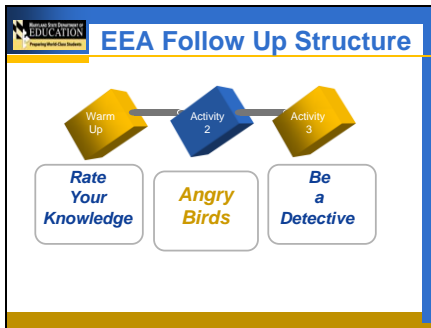 MARYLAND STATE DEPARTMENT OF
EDUCATION
Preparing World-Class Students
EEA Follow Up Structure
Warm
Up
Activity
2
Activity
3
Rate
Your
Knowledge
Angry
Birds
Be
a
Detective